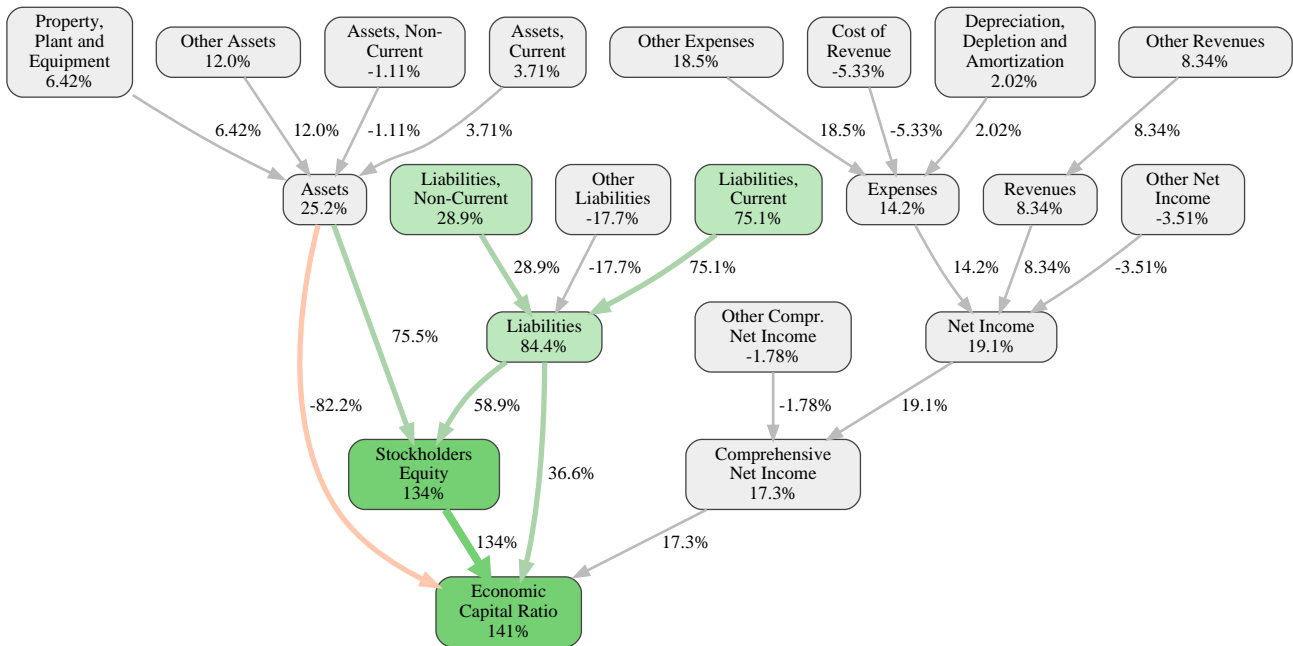 Property,
Plant and
Equipment
6.42%
Other Assets
12.0%
Assets, Non-
Current
-1.11%
Assets,
Current
3.71%
Other Expenses
18.5%
Cost of
Revenue
-5.33%
Depreciation,
Depletion and
Amortization
2.02%
Other Revenues
8.34%
6.42%
12.0%
-1.11%
3.71%
18.5%
-5.33%
2.02%
8.34%
Assets
25.2%
Liabilities,
Non-Current
28.9%
Other
Liabilities
-17.7%
Liabilities,
Current
75.1%
Expenses
14.2%
Revenues
8.34%
Other Net
Income
-3.51%
28.9%
-17.7%
75.1%
14.2%
8.34%
-3.51%
75.5%
Liabilities
84.4%
Other Compr.
Net Income
-1.78%
Net Income
19.1%
-82.2%
58.9%
-1.78%
19.1%
Stockholders
Equity
134%
36.6%
Comprehensive
Net Income
17.3%
134%
17.3%
Economic
Capital Ratio
141%